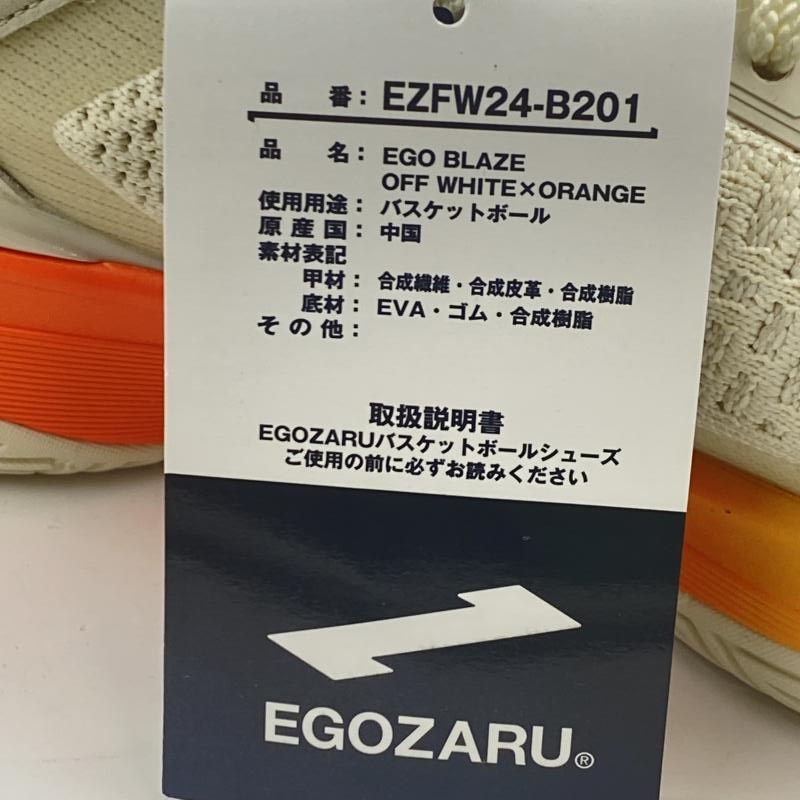 品　番： EZFW24-B201
品　名： EGO BLAZE
OFF WHITE×ORANGE
使用用途： バスケットボール
原産国： 中国
素材表記
甲材： 合成繊維・合成皮革・合成樹脂
底材： EVA・ゴム・合成樹脂
その他：
取扱説明書
EGOZARUバスケットボールシューズ
ご使用の前に必ずお読みください
EGOZARU®